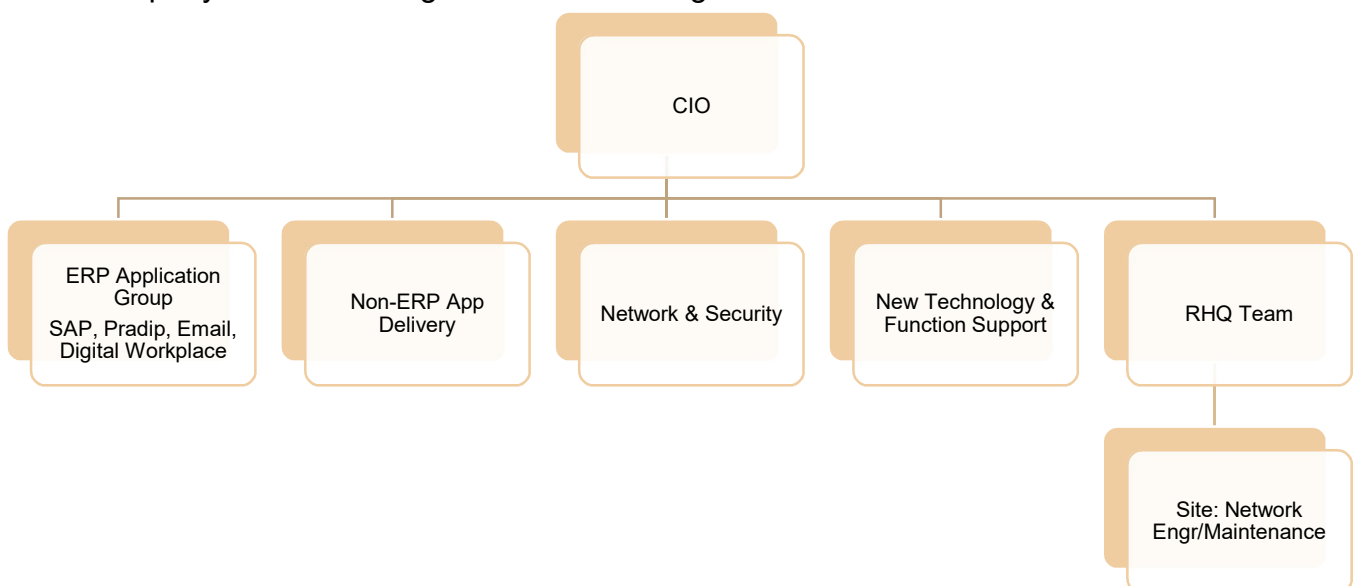 CIO
ERP Application
Group
SAP, Pradip, Email,
Digital Workplace
Non-ERP App
Delivery
Network & Security
New Technology &
Function Support
RHQ Team
Site: Network
Engr/Maintenance